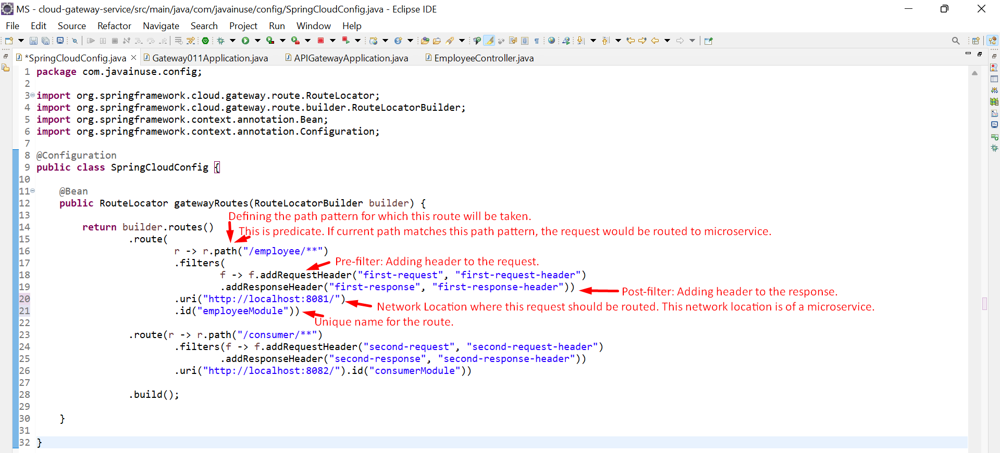 MS - cloud-gateway-service/src/main/java/com/javainuse/config/SpringCloudConfig.java - Eclipse IDE
File Edit Source Refactor Navigate Search Project Run Window Help
*SpringCloudConfig.java Gateway011Application.java APIGatewayApplication.java EmployeeController.java
1 package com.javainuse.config;
2
3 import org.springframework.cloud.gateway.route.RouteLocator;
4 import org.springframework.cloud.gateway.route.builder.RouteLocatorBuilder;
5 import org.springframework.context.annotation.Bean;
6 import org.springframework.context.annotation.Configuration;
7
8 @Configuration
9 public class SpringCloudConfig {
10
11 @Bean
12 public RouteLocator gatewayRoutes(RouteLocatorBuilder builder) {
13
Defining the path pattern for which this route will be taken.
14 return builder.routes()
This is predicate. If current path matches this path pattern, the request would be routed to microservice.
15 .route(
16 r -> r.path("/employee/**")
17 .filters(
Pre-filter: Adding header to the request.
18 f -> f.addRequestHeader("first-request", "first-request-header")
19 .addResponseHeader("first-response", "first-response-header"))
Post-filter: Adding header to the response.
20 .uri("http://localhost:8081/")
Network Location where this request should be routed. This network location is of a microservice.
21 .id("employeeModule"))
Unique name for the route.
22
23 .route(r -> r.path("/consumer/**")
24 .filters(f -> f.addRequestHeader("second-request", "second-request-header")
25 .addResponseHeader("second-response", "second-response-header"))
26 .uri("http://localhost:8082/").id("consumerModule"))
27
28 .build();
29
30 }
31
32 }